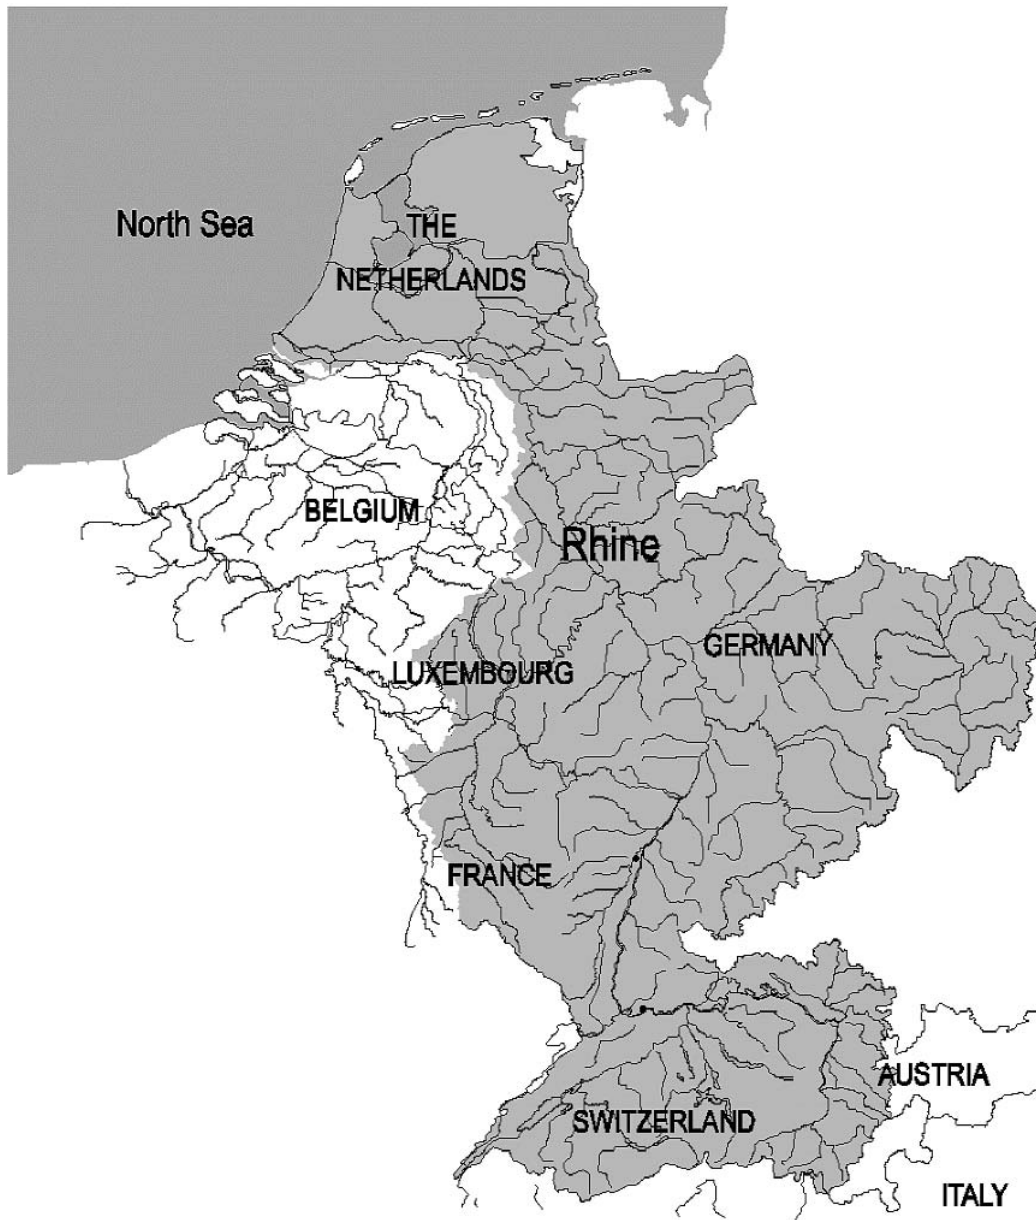 North Sea
THE
NETHERLANDS
BELGIUM
Rhine
GERMANY
LUXEMBOURG
FRANCE
AUSTRIA
SWITZERLAND
ITALY